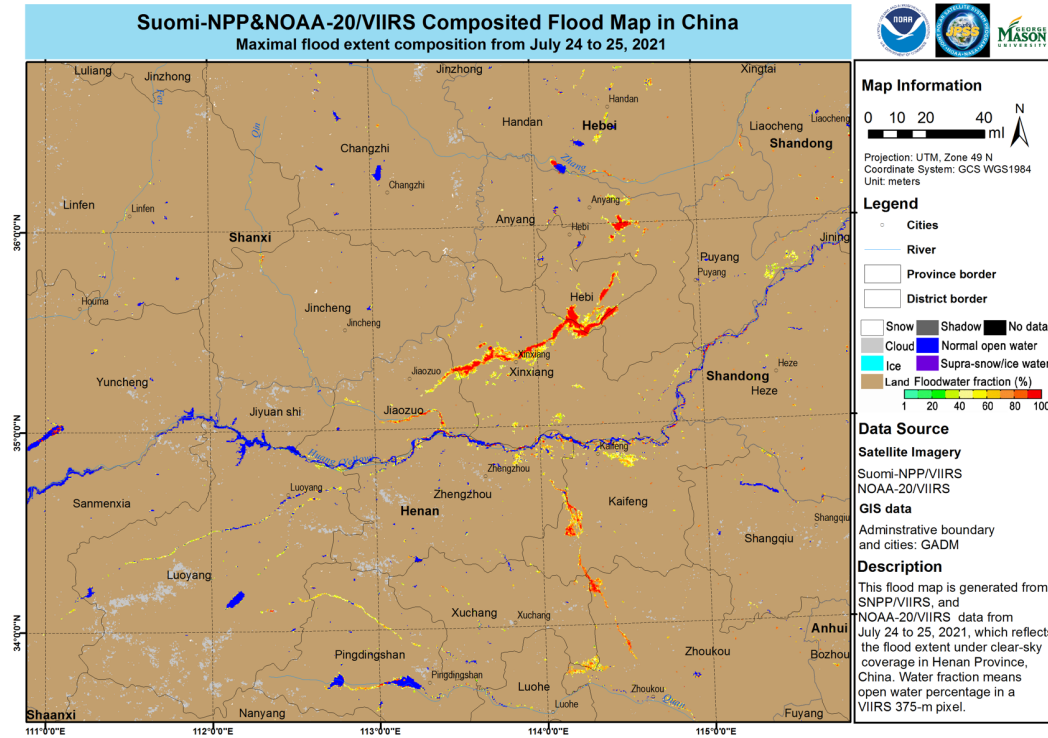 Suomi-NPP&NOAA-20/VIIRS Composited Flood Map in China
Maximal flood extent composition from July 24 to 25, 2021
NOAA
JPSS
GEORGE
MASON
UNIVERSITY
Luliang
Jinzhong
Jinzhong
Xingtai
Fen
Handan
Handan
Hebei
Liaocheng
Liaocheng
Shandong
Qin
Changzhi
Zhang
Changzhi
Linfen
Linfen
Anyang
Anyang
Hebi
Shanxi
Jining
Puyang
Puyang
Houma
Jincheng
Jincheng
Hebi
Xinxiang
Xinxiang
Jiaozuo
Yuncheng
Shandong
Heze
Heze
Jiyuan shi
Jiaozuo
Kaifeng
Zhengzhou
Sanmenxia
Luoyang
Zhengzhou
Kaifeng
Henan
Shangqiu
Shangqiu
Luoyang
Xuchang
Xuchang
Anhui
Pingdingshan
Zhoukou
Bozhou
Pingdingshan
Luohe
Zhoukou
Quan
Luohe
Shaanxi
Nanyang
Fuyang
36°0'0"N
35°0'0"N
34°0'0"N
111°0'0"E
112°0'0"E
113°0'0"E
114°0'0"E
115°0'0"E
Map Information
0 10 20 40
ml
N
Projection: UTM, Zone 49 N
Coordinate System: GCS WGS1984
Unit: meters
Legend
Cities
River
Province border
District border
Snow Shadow No data
Cloud Normal open water
Ice Supra-snow/ice water
Land Floodwater fraction (%)
1 20 40 60 80 100
Data Source
Satellite Imagery
Suomi-NPP/VIIRS
NOAA-20/VIIRS
GIS data
Adminstrative boundary
and cities: GADM
Description
This flood map is generated from
SNPP/VIIRS, and
NOAA-20/VIIRS data from
July 24 to 25, 2021, which reflects
the flood extent under clear-sky
coverage in Henan Province,
China. Water fraction means
open water percentage in a
VIIRS 375-m pixel.